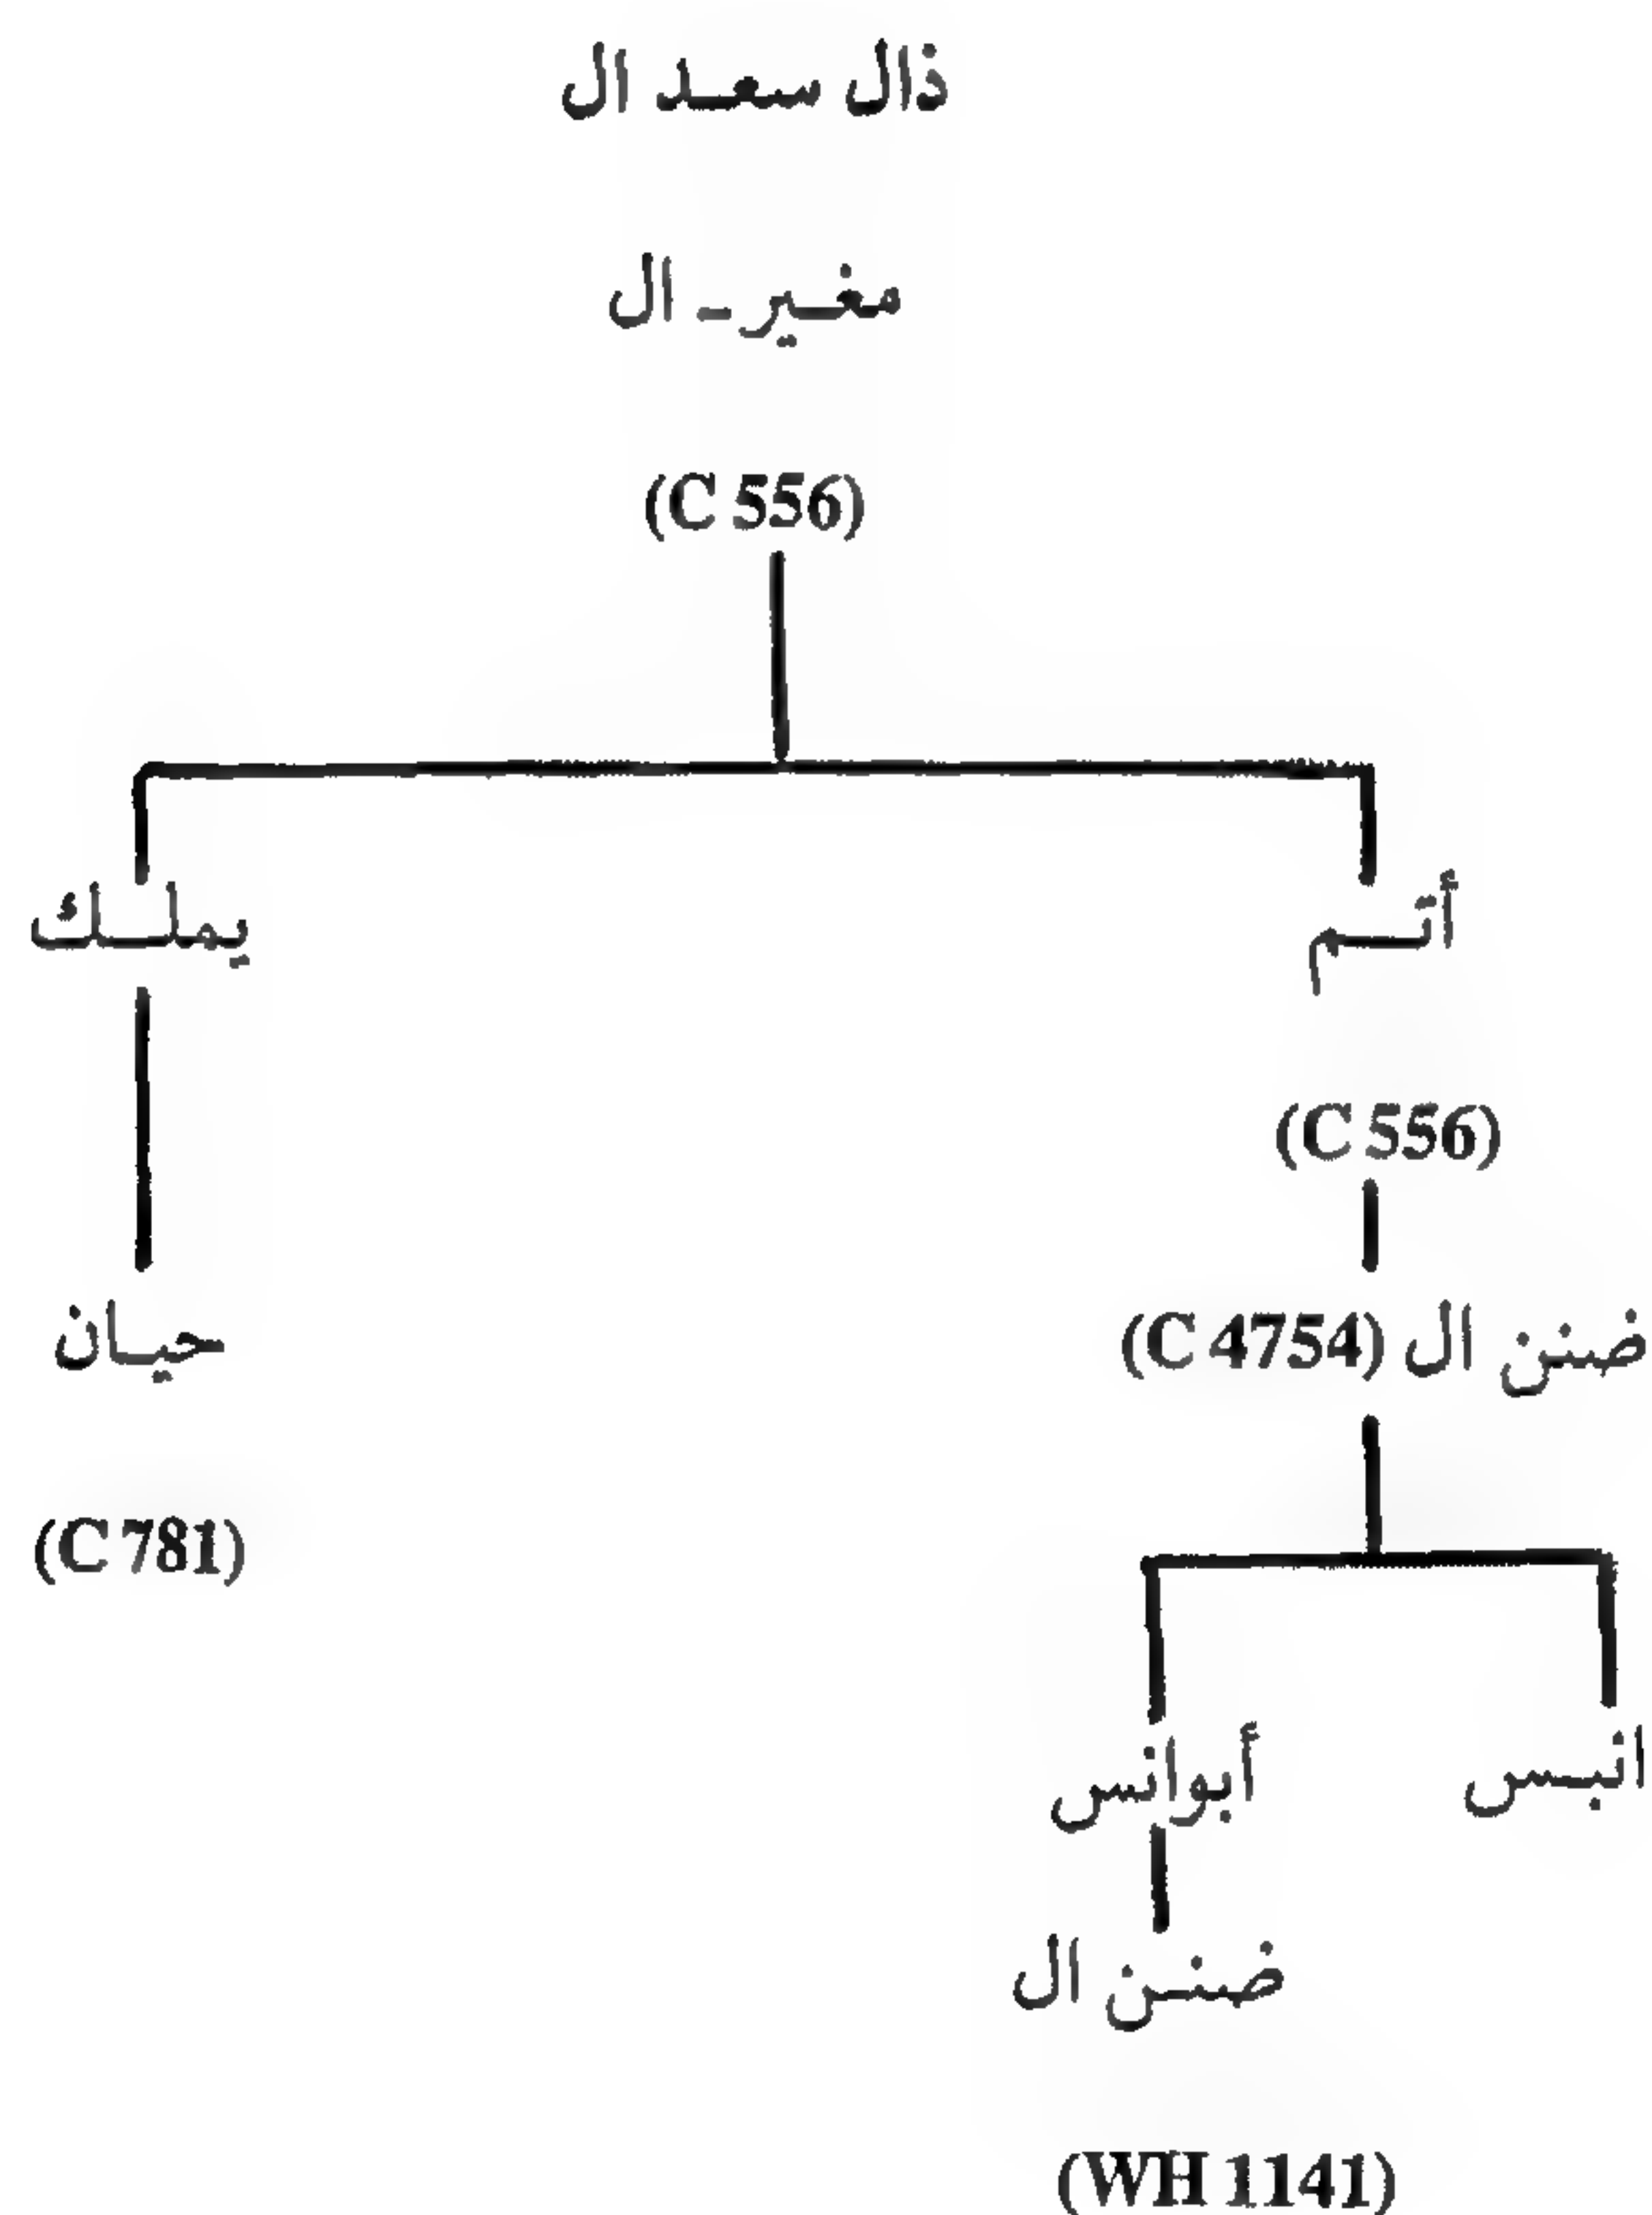 ذال سعد ال
مغير - ال
(C 556)
أتم
يملك
(C 556)
ضنن ال (C 4754)
حيان
(C 781)
انبس
أبوانس
ضنن ال
(WH 1141)